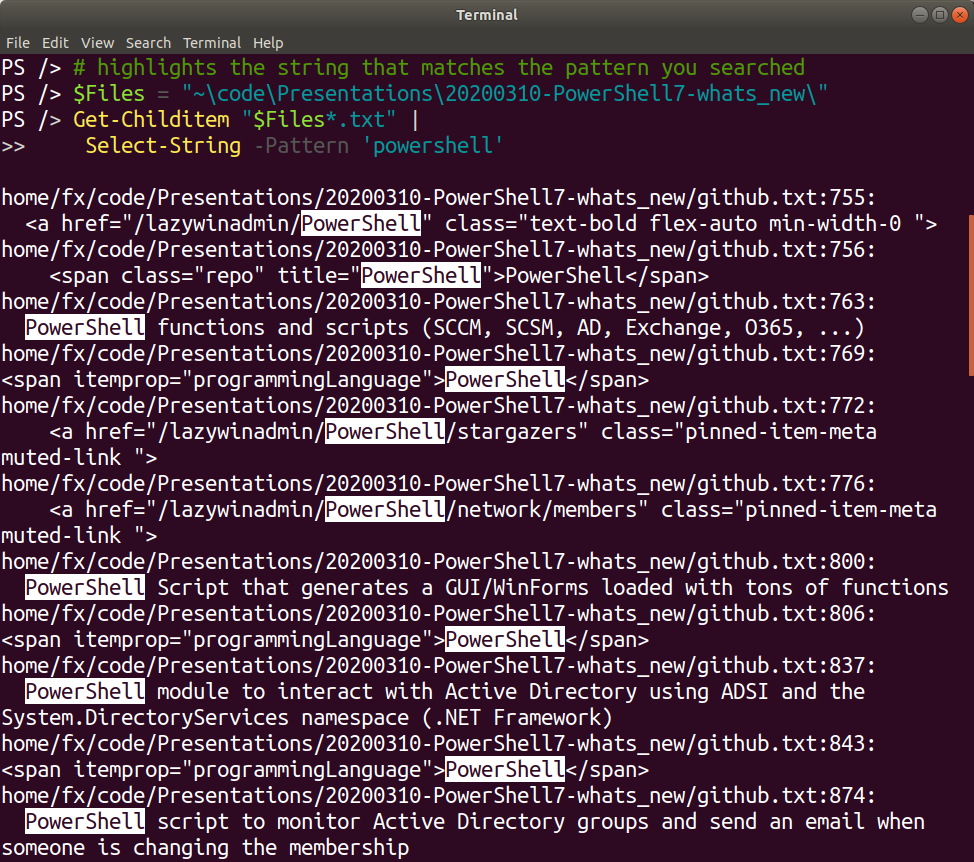 Terminal
File Edit View Search Terminal Help
PS /> # highlights the string that matches the pattern you searched
PS /> $Files = "~\code\Presentations\20200310-PowerShell7-whats_new\"
PS /> Get-Childitem "$Files*.txt" |
>>     Select-String -Pattern 'powershell'
home/fx/code/Presentations/20200310-PowerShell7-whats_new/github.txt:755:
  <a href="/lazywinadmin/PowerShell" class="text-bold flex-auto min-width-0 ">
home/fx/code/Presentations/20200310-PowerShell7-whats_new/github.txt:756:
    <span class="repo" title="PowerShell">PowerShell</span>
home/fx/code/Presentations/20200310-PowerShell7-whats_new/github.txt:763:
  PowerShell functions and scripts (SCCM, SCSM, AD, Exchange, O365, ...)
home/fx/code/Presentations/20200310-PowerShell7-whats_new/github.txt:769:
<span itemprop="programmingLanguage">PowerShell</span>
home/fx/code/Presentations/20200310-PowerShell7-whats_new/github.txt:772:
    <a href="/lazywinadmin/PowerShell/stargazers" class="pinned-item-meta
muted-link ">
home/fx/code/Presentations/20200310-PowerShell7-whats_new/github.txt:776:
    <a href="/lazywinadmin/PowerShell/network/members" class="pinned-item-meta
muted-link ">
home/fx/code/Presentations/20200310-PowerShell7-whats_new/github.txt:800:
  PowerShell Script that generates a GUI/WinForms loaded with tons of functions
home/fx/code/Presentations/20200310-PowerShell7-whats_new/github.txt:806:
<span itemprop="programmingLanguage">PowerShell</span>
home/fx/code/Presentations/20200310-PowerShell7-whats_new/github.txt:837:
  PowerShell module to interact with Active Directory using ADSI and the
System.DirectoryServices namespace (.NET Framework)
home/fx/code/Presentations/20200310-PowerShell7-whats_new/github.txt:843:
<span itemprop="programmingLanguage">PowerShell</span>
home/fx/code/Presentations/20200310-PowerShell7-whats_new/github.txt:874:
  PowerShell script to monitor Active Directory groups and send an email when
someone is changing the membership